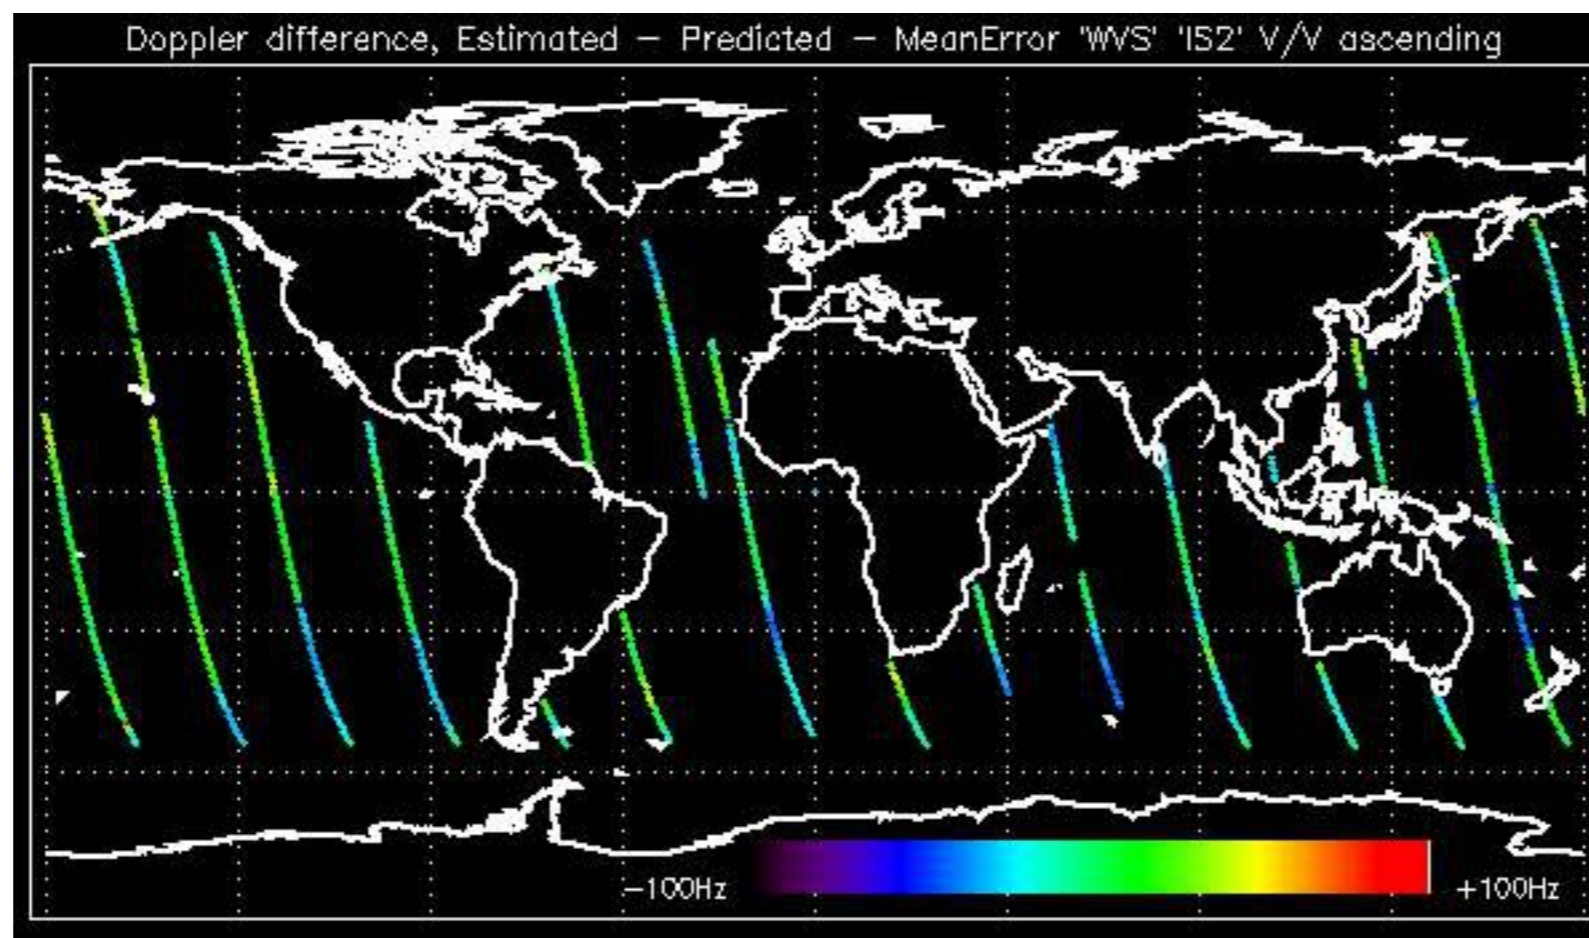 Doppler difference, Estimated – Predicted – MeanError 'WVS' 'IS2' V/V ascending
-100Hz
+100Hz